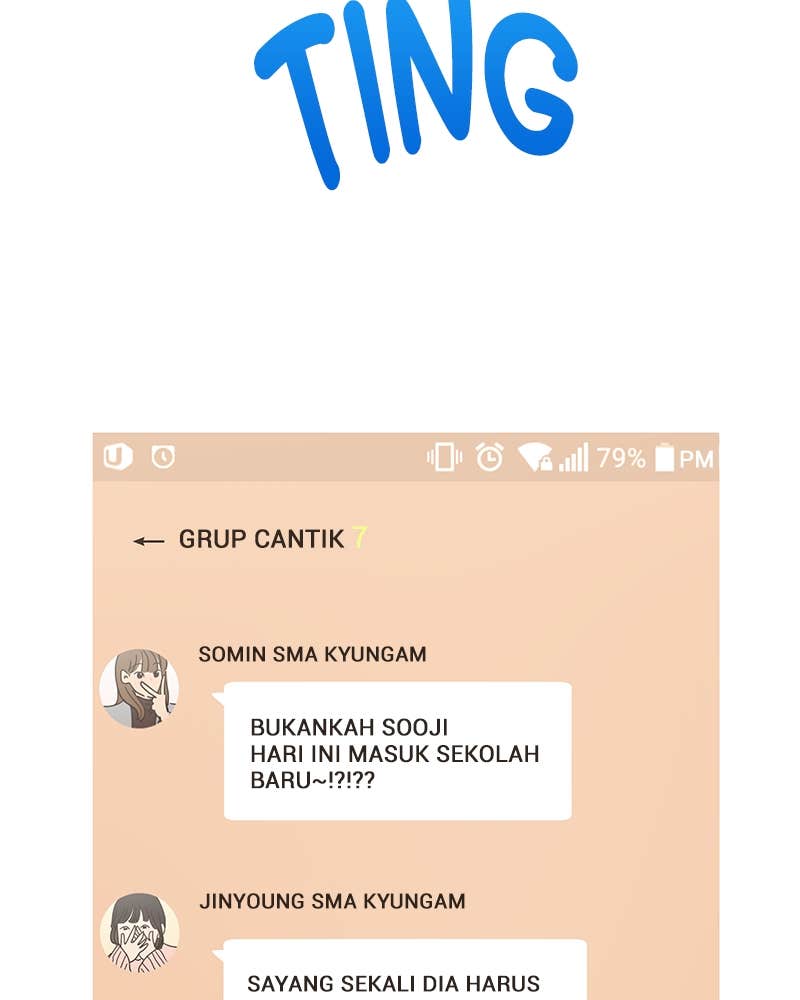 TING
79% PM
← GRUP CANTIK 7
SOMIN SMA KYUNGAM
BUKANKAH SOOJI
HARI INI MASUK SEKOLAH
BARU~!?!??
JINYOUNG SMA KYUNGAM
SAYANG SEKALI DIA HARUS